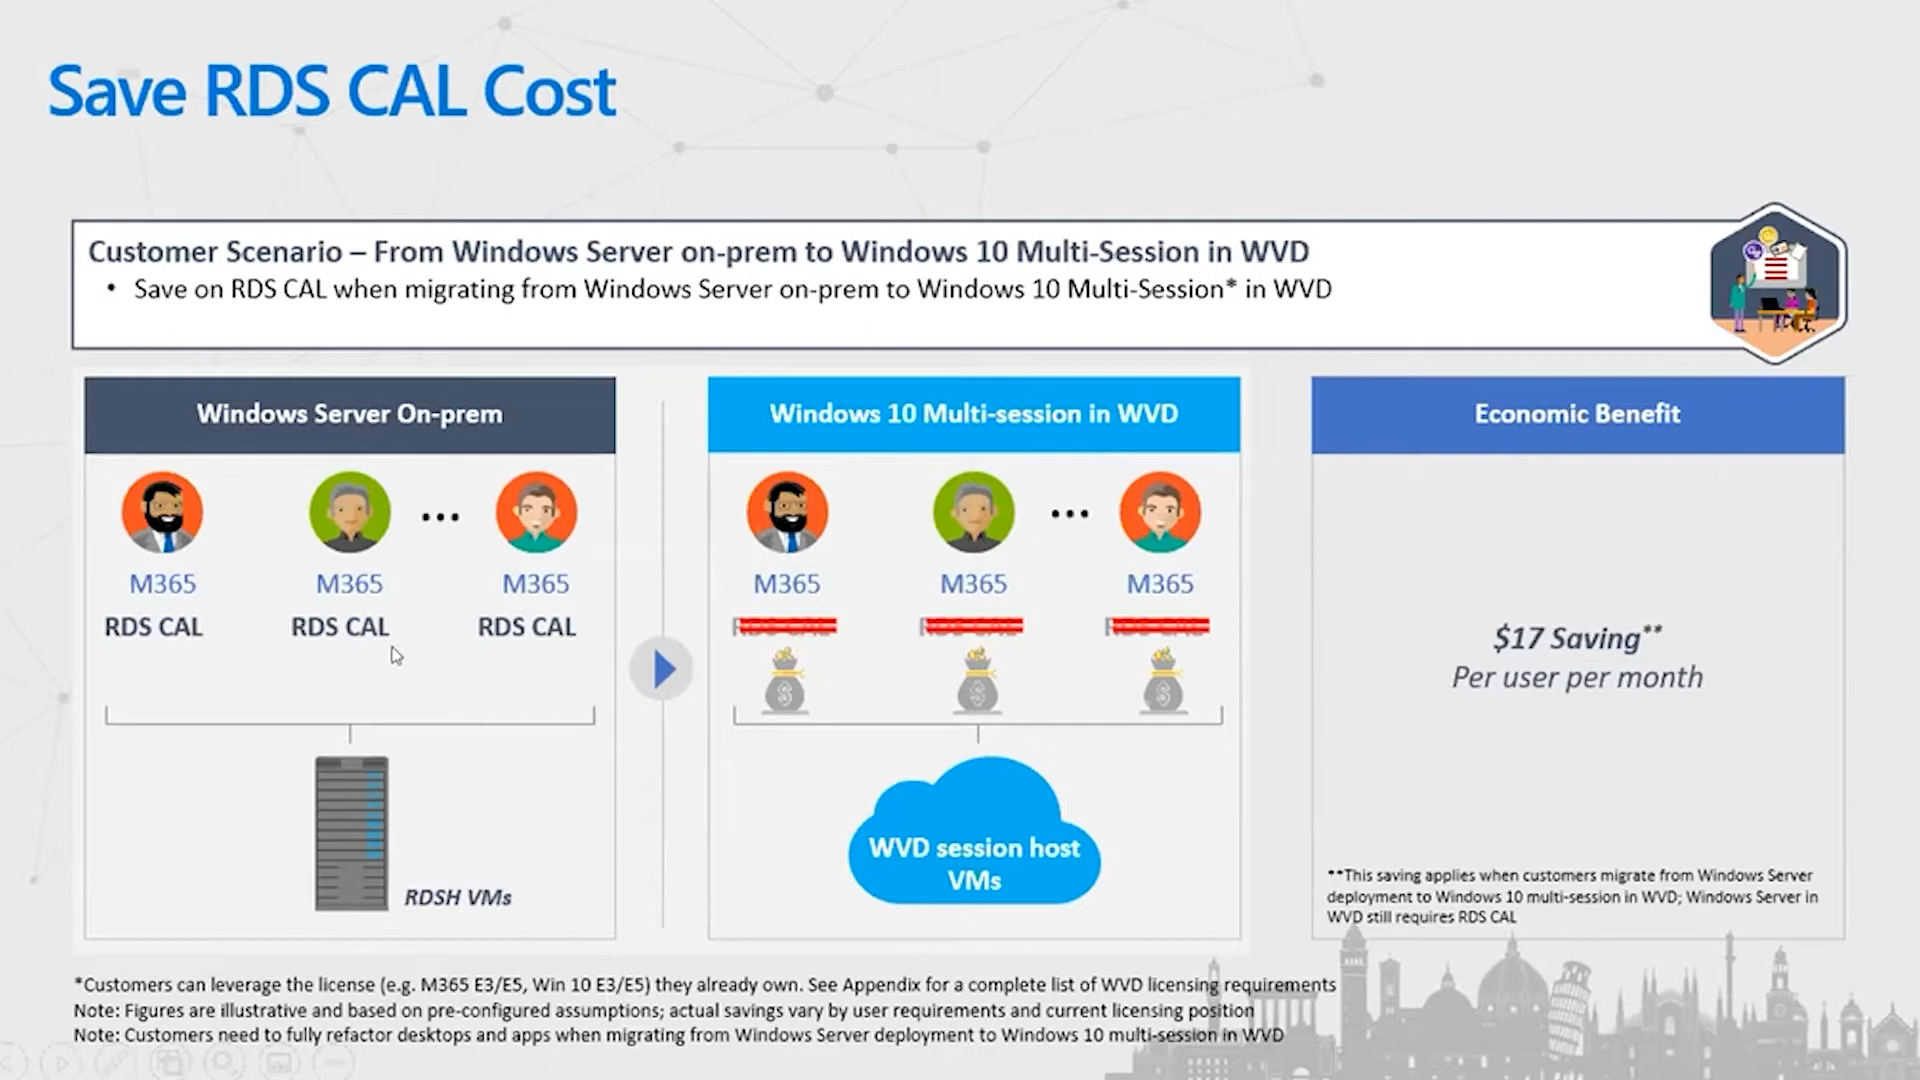 Save RDS CAL Cost
Customer Scenario – From Windows Server on-prem to Windows 10 Multi-Session in WVD
• Save on RDS CAL when migrating from Windows Server on-prem to Windows 10 Multi-Session* in WVD
Windows Server On-prem
M365 M365 M365
RDS CAL RDS CAL RDS CAL
RDSH VMs
Windows 10 Multi-session in WVD
M365 M365 M365
RDS CAL RDS CAL RDS CAL
WVD session host
VMs
Economic Benefit
$17 Saving**
Per user per month
**This saving applies when customers migrate from Windows Server
deployment to Windows 10 multi-session in WVD; Windows Server in
WVD still requires RDS CAL
*Customers can leverage the license (e.g. M365 E3/E5, Win 10 E3/E5) they already own. See Appendix for a complete list of WVD licensing requirements
Note: Figures are illustrative and based on pre-configured assumptions; actual savings vary by user requirements and current licensing position
Note: Customers need to fully refactor desktops and apps when migrating from Windows Server deployment to Windows 10 multi-session in WVD